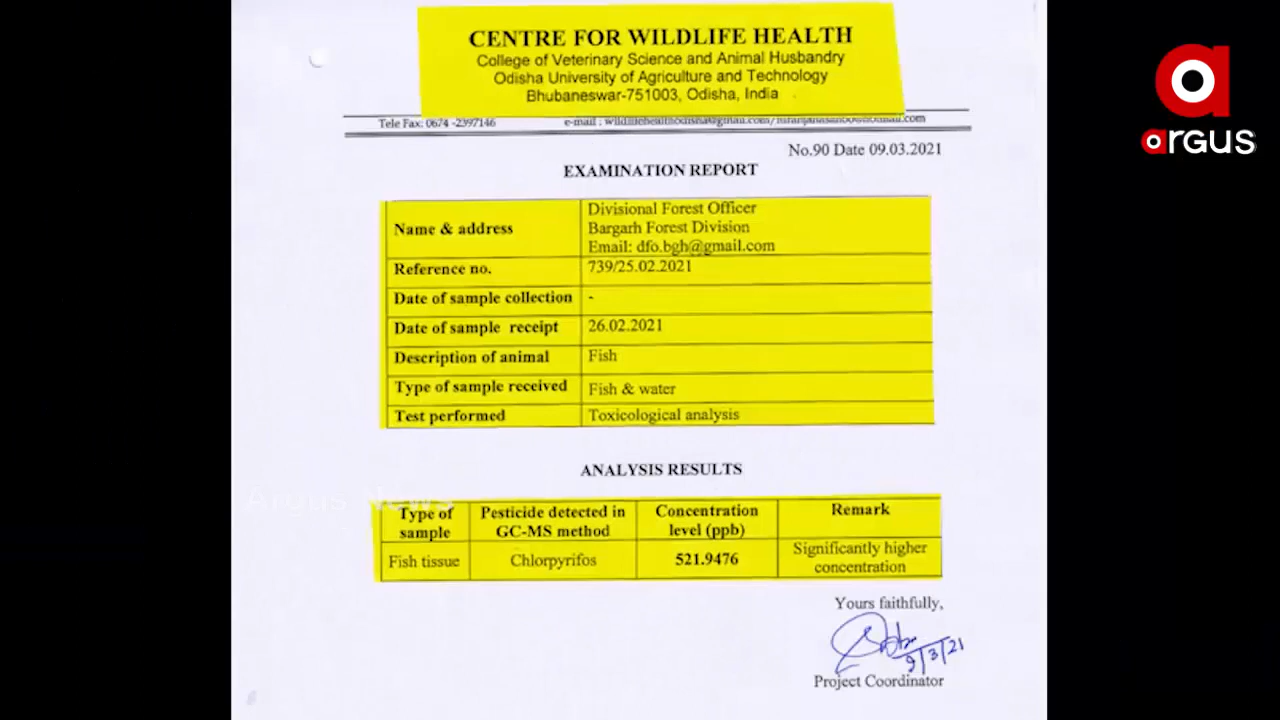 CENTRE FOR WILDLIFE HEALTH
College of Veterinary Science and Animal Husbandry
Odisha University of Agriculture and Technology
Bhubaneswar-751003, Odisha, India
Tele Fax: 0674 -2397146 e-mail :
No.90 Date 09.03.2021
EXAMINATION REPORT
Name & address
Divisional Forest Officer
Bargarh Forest Division
Email: dfo.bgh@gmail.com
Reference no. 739/25.02.2021
Date of sample collection -
Date of sample receipt 26.02.2021
Description of animal Fish
Type of sample received Fish & water
Test performed Toxicological analysis
ANALYSIS RESULTS
Type of sample
Pesticide detected in GC-MS method
Concentration level (ppb)
Remark
Fish tissue
Chlorpyrifos
521.9476
Significantly higher concentration
Yours faithfully,
9/3/21
Project Coordinator
argus
Argus News